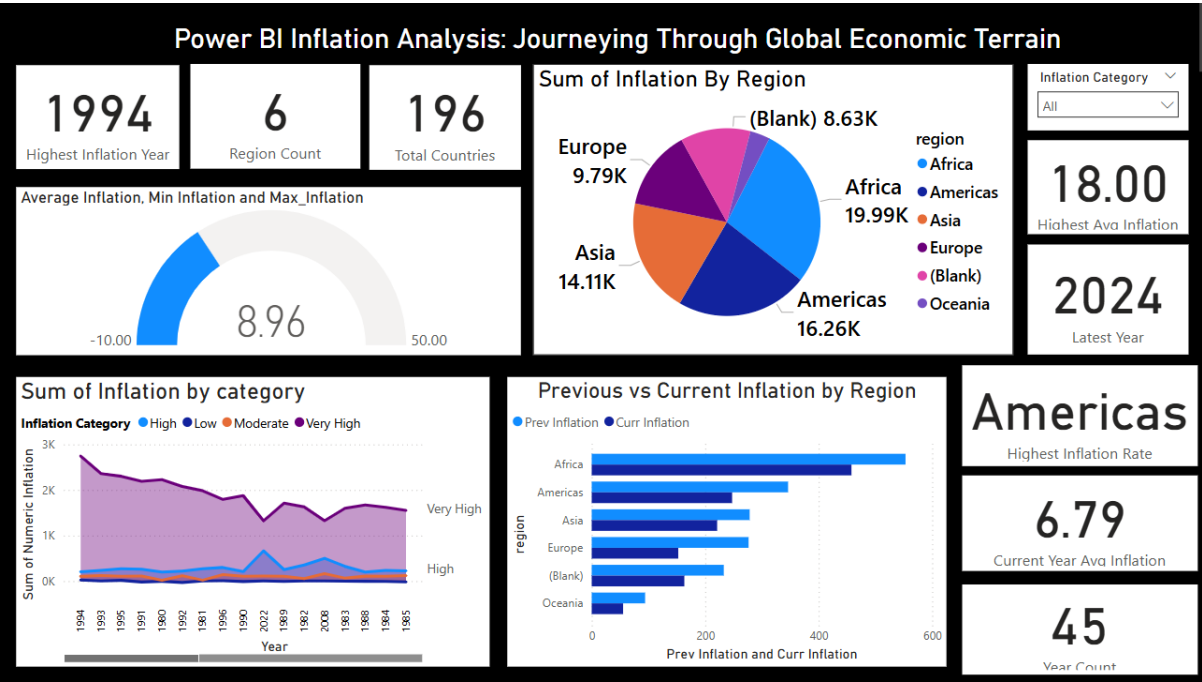 Power BI Inflation Analysis: Journeying Through Global Economic Terrain
1994
Highest Inflation Year
6
Region Count
196
Total Countries
Sum of Inflation By Region
(Blank) 8.63K
Europe
9.79K
Africa
19.99K
Asia
14.11K
Americas
16.26K
region
Africa
Americas
Asia
Europe
(Blank)
Oceania
Inflation Category
All
18.00
Highest Avg Inflation
2024
Latest Year
Average Inflation, Min Inflation and Max_Inflation
8.96
-10.00
50.00
Sum of Inflation by category
Inflation Category High Low Moderate Very High
Sum of Numeric Inflation
3K
2K
1K
0K
Very High
High
1994
1993
1995
1991
1980
1992
1981
1996
1990
2022
1989
1982
2008
1983
1988
1984
1985
Year
Previous vs Current Inflation by Region
Prev Inflation Curr Inflation
region
Africa
Americas
Asia
Europe
(Blank)
Oceania
0 200 400 600
Prev Inflation and Curr Inflation
Americas
Highest Inflation Rate
6.79
Current Year Avg Inflation
45
Year Count